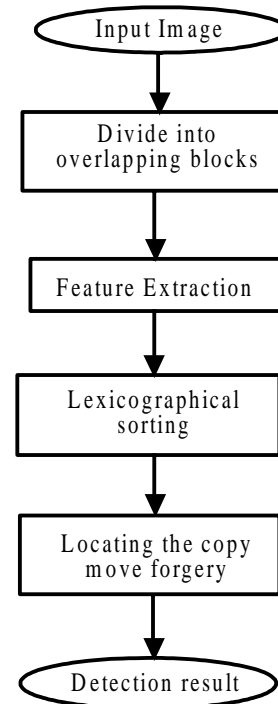 Input Image
Divide into
overlapping blocks
Feature Extraction
Lexicographical
sorting
Locating the copy
move forgery
Detection result